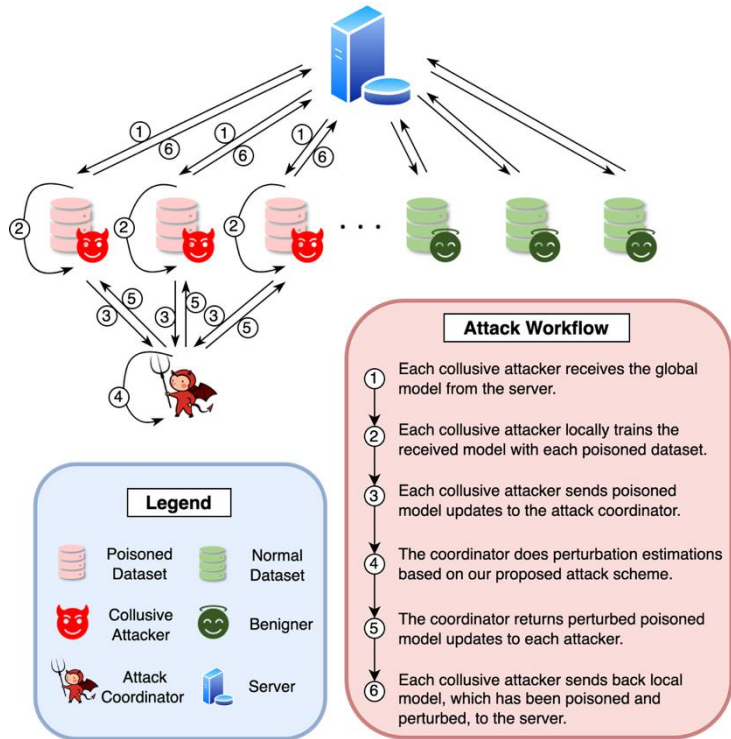 ① ① ①
⑥ ⑥ ⑥
② ② ②
...
⑤ ⑤
③ ③ ③ ⑤
④
Attack Workflow
① Each collusive attacker receives the global
model from the server.
② Each collusive attacker locally trains the
received model with each poisoned dataset.
③ Each collusive attacker sends poisoned
model updates to the attack coordinator.
④ The coordinator does perturbation estimations
based on our proposed attack scheme.
⑤ The coordinator returns perturbed poisoned
model updates to each attacker.
⑥ Each collusive attacker sends back local
model, which has been poisoned and
perturbed, to the server.
Legend
Poisoned
Dataset
Normal
Dataset
Collusive
Attacker
Benigner
Attack
Coordinator
Server